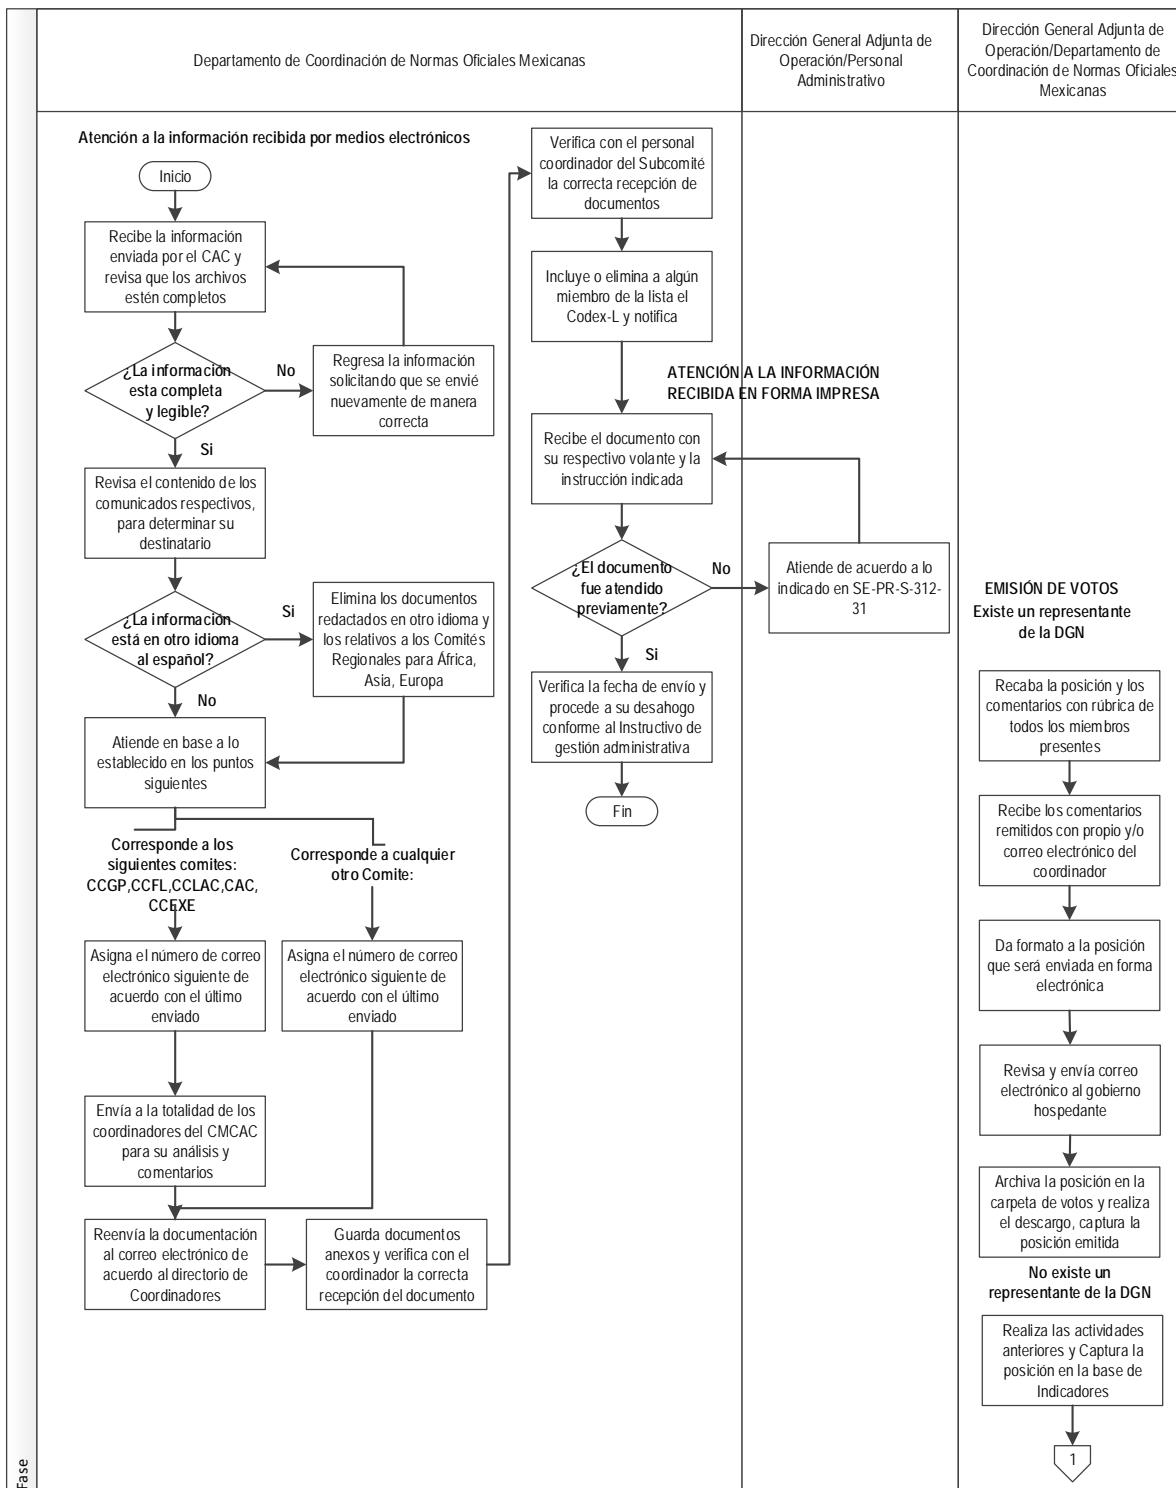 Departamento de Coordinación de Normas Oficiales Mexicanas
Dirección General Adjunta de
Operación/Personal
Administrativo
Dirección General Adjunta de
Operación/Departamento de
Coordinación de Normas Oficiales
Mexicanas
Atención a la información recibida por medios electrónicos
Inicio
Recibe la información
enviada por el CAC y
revisa que los archivos
estén completos
¿La información
esta completa
y legible?
No
Regresa la información
solicitando que se envié
nuevamente de manera
correcta
Si
Revisa el contenido de los
comunicados respectivos,
para determinar su
destinatario
¿La información
está en otro idioma
al español?
Si
Elimina los documentos
redactados en otro idioma y
los relativos a los Comités
Regionales para África,
Asia, Europa
No
Atiende en base a lo
establecido en los puntos
siguientes
Corresponde a los
siguientes comites:
CCGP,CCFL,CCLAC,CAC,
CCEXE
Corresponde a cualquier
otro Comite:
Asigna el número de correo
electrónico siguiente de
acuerdo con el último
enviado
Asigna el número de correo
electrónico siguiente de
acuerdo con el último
enviado
Envía a la totalidad de los
coordinadores del CMCAC
para su análisis y
comentarios
Reenvía la documentación
al correo electrónico de
acuerdo al directorio de
Coordinadores
Guarda documentos
anexos y verifica con el
coordinador la correcta
recepción del documento
Verifica con el personal
coordinador del Subcomité
la correcta recepción de
documentos
Incluye o elimina a algún
miembro de la lista el
Codex-L y notifica
ATENCIÓN A LA INFORMACIÓN
RECIBIDA EN FORMA IMPRESA
Recibe el documento con
su respectivo volante y la
instrucción indicada
¿El documento
fue atendido
previamente?
No
Atiende de acuerdo a lo
indicado en SE-PR-S-312-
31
Si
Verifica la fecha de envío y
procede a su desahogo
conforme al Instructivo de
gestión administrativa
Fin
EMISIÓN DE VOTOS
Existe un representante
de la DGN
Recaba la posición y los
comentarios con rúbrica de
todos los miembros
presentes
Recibe los comentarios
remitidos con propio y/o
correo electrónico del
coordinador
Da formato a la posición
que será enviada en forma
electrónica
Revisa y envía correo
electrónico al gobierno
hospedante
Archiva la posición en la
carpeta de votos y realiza
el descargo, captura la
posición emitida
No existe un
representante de la DGN
Realiza las actividades
anteriores y Captura la
posición en la base de
Indicadores
1
Fase